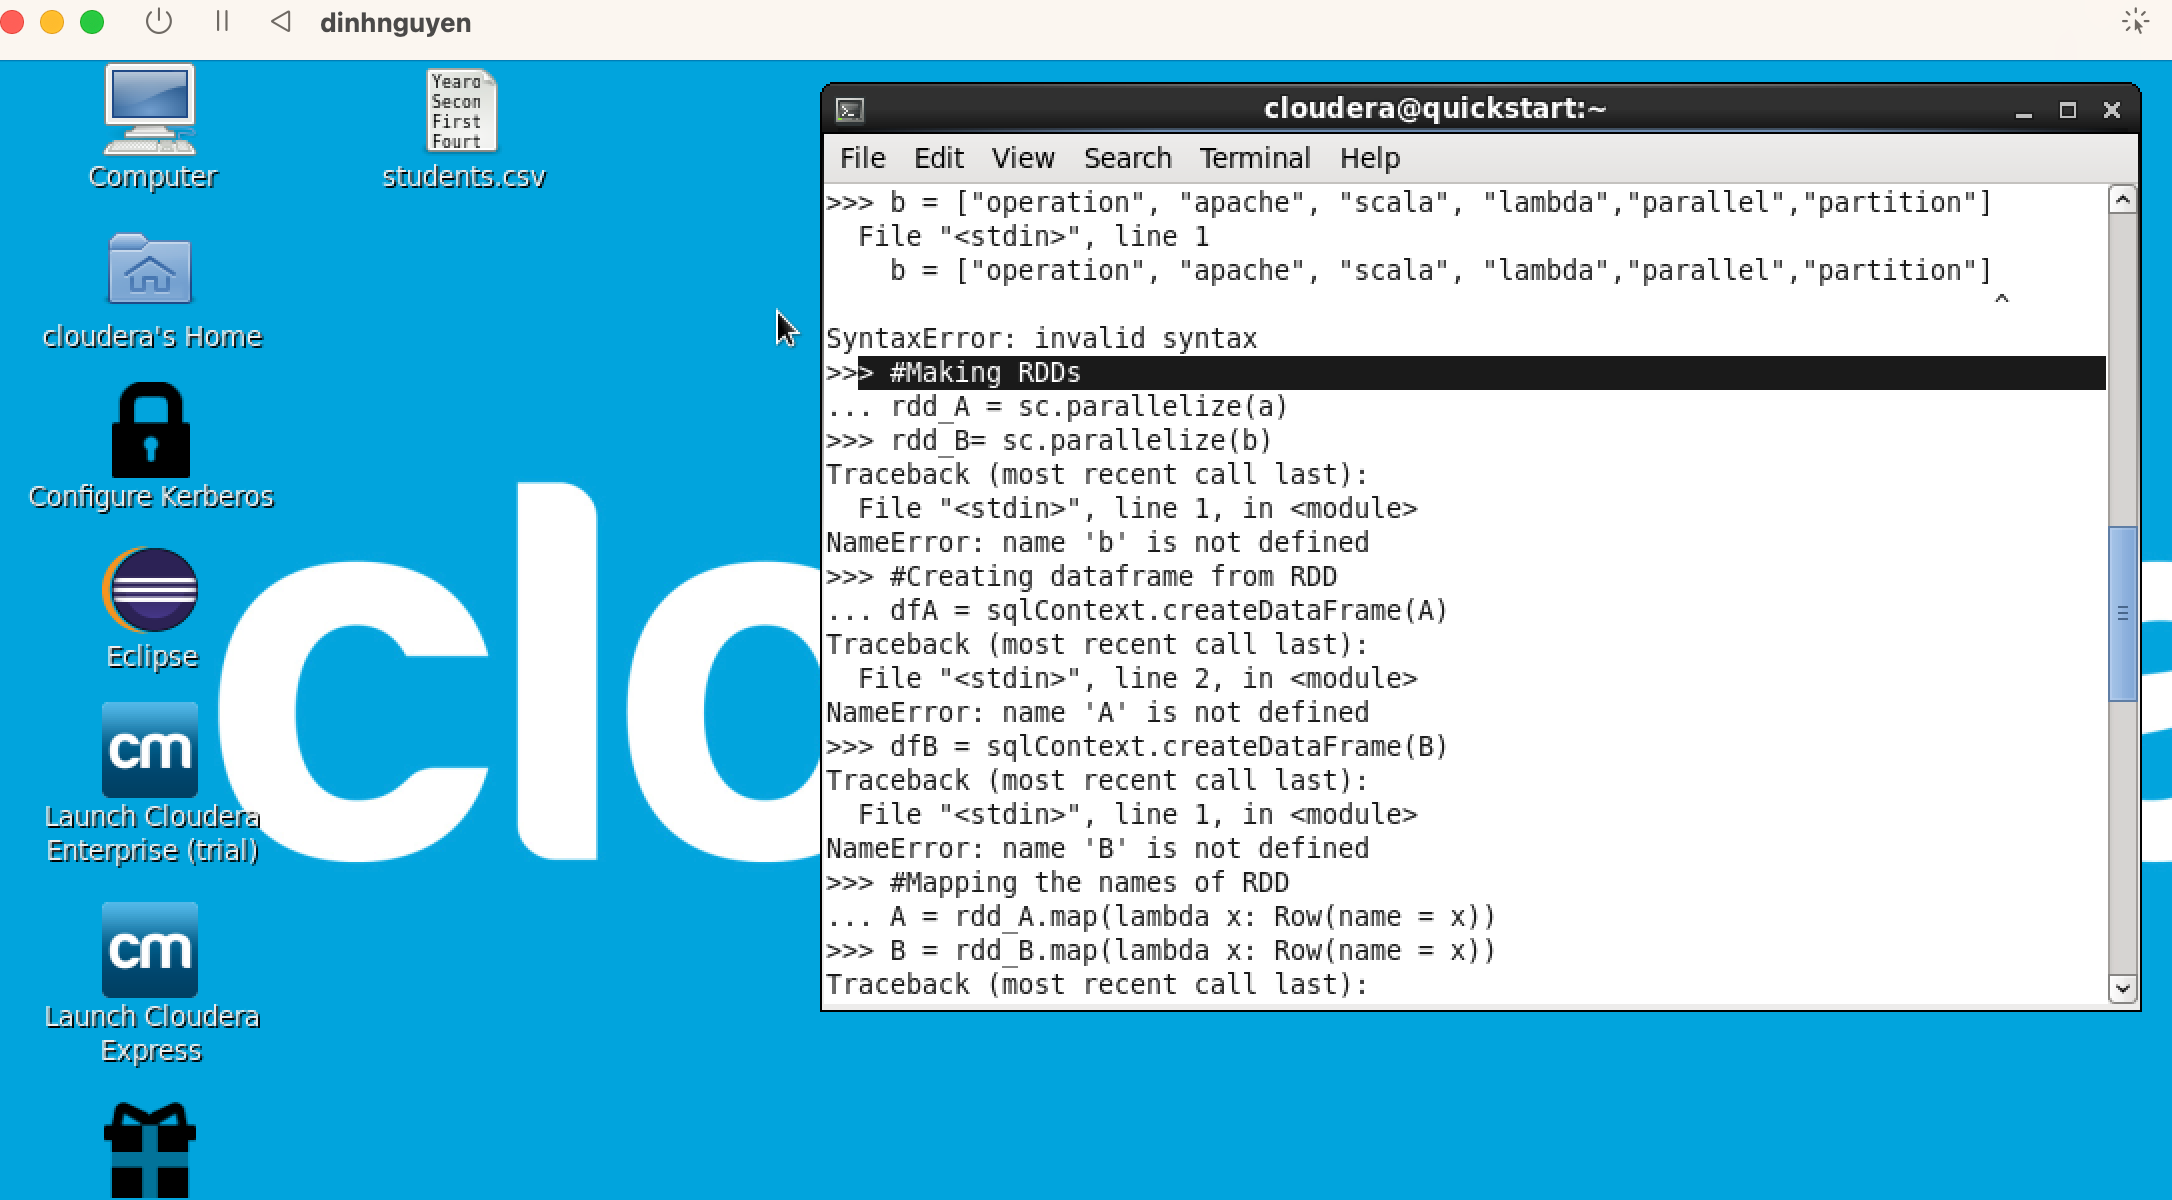 dinhnguyen
Computer
Yearo
Secon
First
Fourt
students.csv
cloudera's Home
Configure Kerberos
Eclipse
cm
Launch Cloudera
Enterprise (trial)
cm
Launch Cloudera
Express
clo
cloudera@quickstart:~
File Edit View Search Terminal Help
>>> b = ["operation", "apache", "scala", "lambda","parallel","partition"]
  File "<stdin>", line 1
    b = ["operation", "apache", "scala", "lambda","parallel","partition"]
                                                                         ^
SyntaxError: invalid syntax
>>> #Making RDDs
... rdd_A = sc.parallelize(a)
>>> rdd_B= sc.parallelize(b)
Traceback (most recent call last):
  File "<stdin>", line 1, in <module>
NameError: name 'b' is not defined
>>> #Creating dataframe from RDD
... dfA = sqlContext.createDataFrame(A)
Traceback (most recent call last):
  File "<stdin>", line 2, in <module>
NameError: name 'A' is not defined
>>> dfB = sqlContext.createDataFrame(B)
Traceback (most recent call last):
  File "<stdin>", line 1, in <module>
NameError: name 'B' is not defined
>>> #Mapping the names of RDD
... A = rdd_A.map(lambda x: Row(name = x))
>>> B = rdd_B.map(lambda x: Row(name = x))
Traceback (most recent call last):